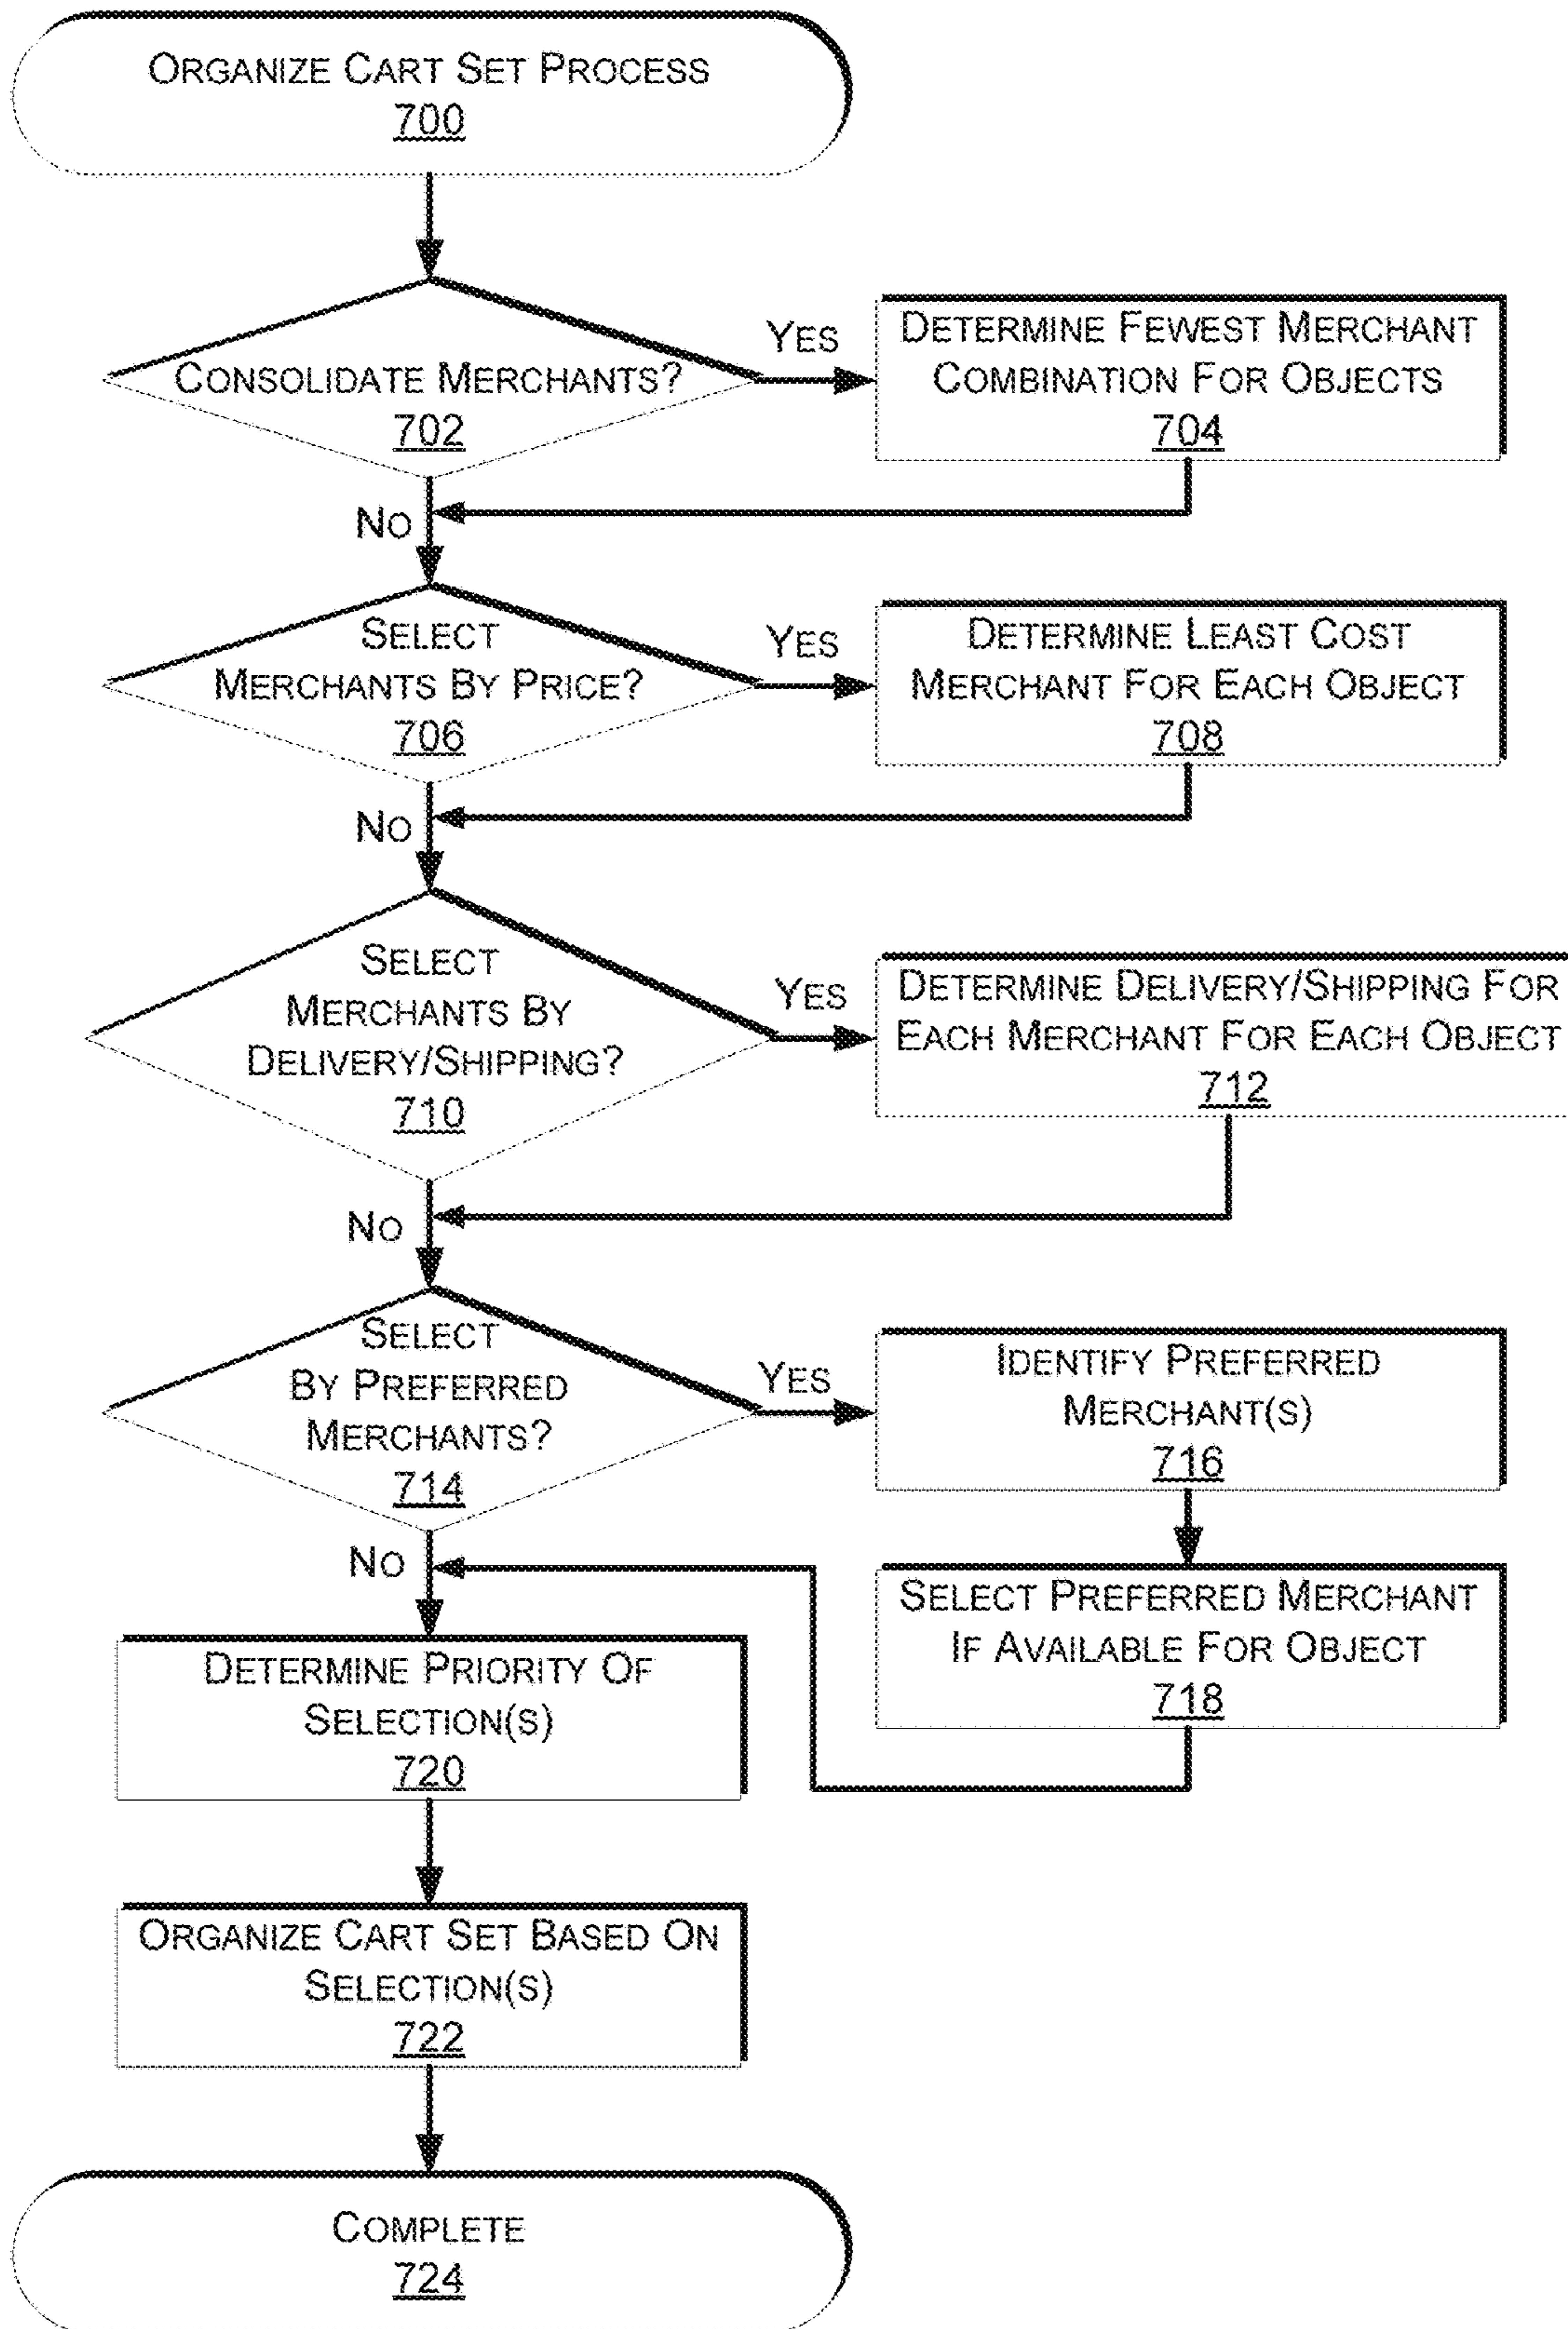 ORGANIZE CART SET PROCESS
700
CONSOLIDATE MERCHANTS?
702
YES
DETERMINE FEWEST MERCHANT
COMBINATION FOR OBJECTS
704
NO
SELECT
MERCHANTS BY PRICE?
706
YES
DETERMINE LEAST COST
MERCHANT FOR EACH OBJECT
708
NO
SELECT
MERCHANTS BY
DELIVERY/SHIPPING?
710
YES
DETERMINE DELIVERY/SHIPPING FOR
EACH MERCHANT FOR EACH OBJECT
712
NO
SELECT
BY PREFERRED
MERCHANTS?
714
YES
IDENTIFY PREFERRED
MERCHANT(S)
716
SELECT PREFERRED MERCHANT
IF AVAILABLE FOR OBJECT
718
NO
DETERMINE PRIORITY OF
SELECTION(S)
720
ORGANIZE CART SET BASED ON
SELECTION(S)
722
COMPLETE
724